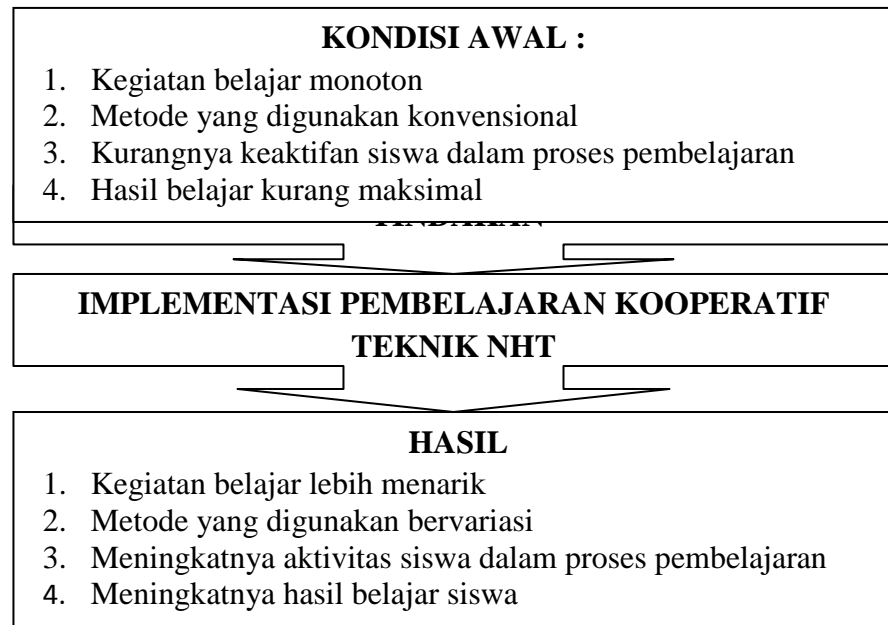 KONDISI AWAL :
1. Kegiatan belajar monoton
2. Metode yang digunakan konvensional
3. Kurangnya keaktifan siswa dalam proses pembelajaran
4. Hasil belajar kurang maksimal
TINDAKAN
IMPLEMENTASI PEMBELAJARAN KOOPERATIF
TEKNIK NHT
HASIL
1. Kegiatan belajar lebih menarik
2. Metode yang digunakan bervariasi
3. Meningkatnya aktivitas siswa dalam proses pembelajaran
4. Meningkatnya hasil belajar siswa